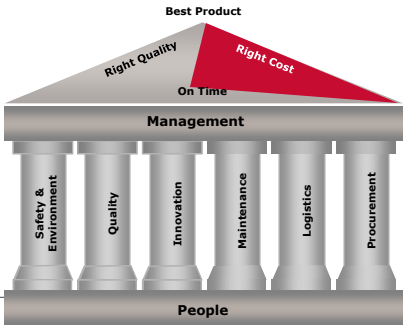 Best Product
Right Quality
Right Cost
On Time
Management
Safety &
Environment
Quality
Innovation
Maintenance
Logistics
Procurement
People